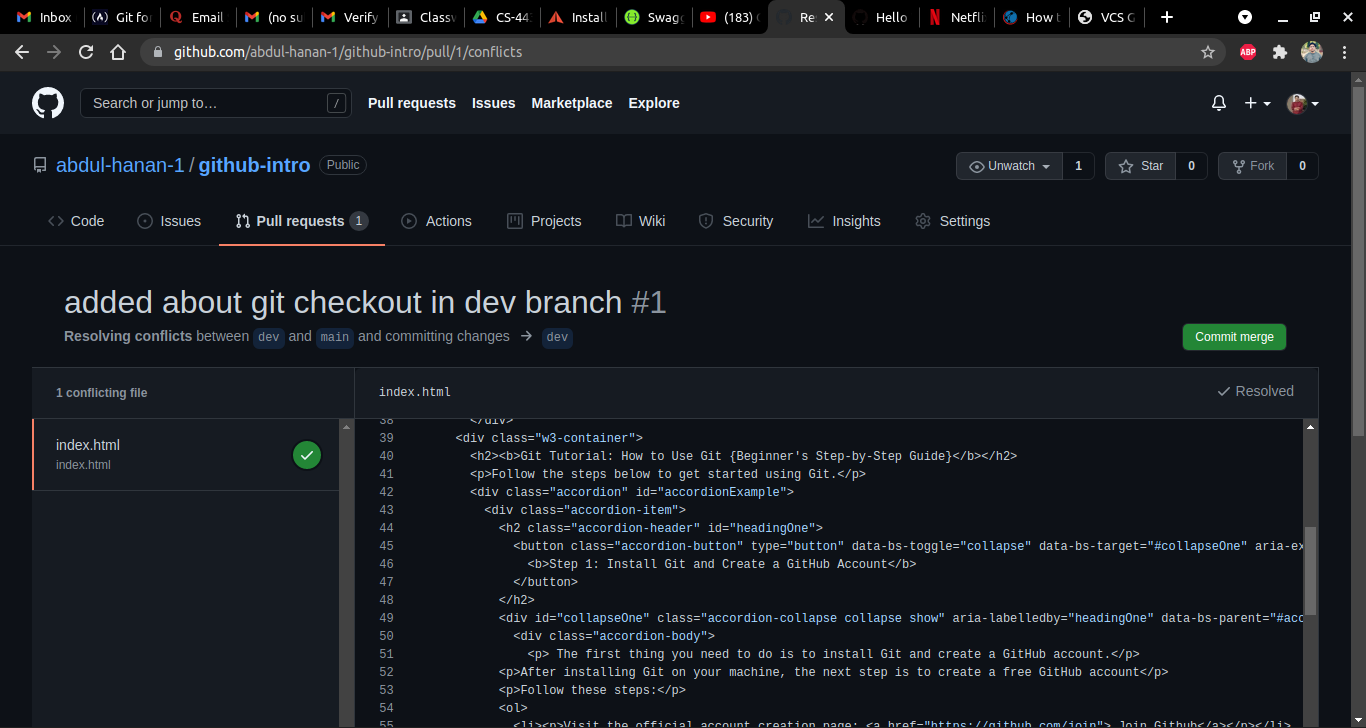 Inbox Git for Email (no su Verify Classw CS-44 Install Swagg (183) Re Hello Netfli How t VCS G
github.com/abdul-hanan-1/github-intro/pull/1/conflicts
ABP
Search or jump to… / Pull requests Issues Marketplace Explore
abdul-hanan-1 / github-intro Public Unwatch 1 Star 0 Fork 0
Code Issues Pull requests 1 Actions Projects Wiki Security Insights Settings
added about git checkout in dev branch #1
Resolving conflicts between dev and main and committing changes → dev
Commit merge
1 conflicting file
index.html Resolved
index.html
index.html
38 </div>
39 <div class="w3-container">
40 <h2><b>Git Tutorial: How to Use Git {Beginner's Step-by-Step Guide}</b></h2>
41 <p>Follow the steps below to get started using Git.</p>
42 <div class="accordion" id="accordionExample">
43 <div class="accordion-item">
44 <h2 class="accordion-header" id="headingOne">
45 <button class="accordion-button" type="button" data-bs-toggle="collapse" data-bs-target="#collapseOne" aria-ex
46 <b>Step 1: Install Git and Create a GitHub Account</b>
47 </button>
48 </h2>
49 <div id="collapseOne" class="accordion-collapse collapse show" aria-labelledby="headingOne" data-bs-parent="#acc
50 <div class="accordion-body">
51 <p> The first thing you need to do is to install Git and create a GitHub account.</p>
52 <p>After installing Git on your machine, the next step is to create a free GitHub account</p>
53 <p>Follow these steps:</p>
54 <ol>
55 <li><p>Visit the official account creation page: <a href="https://github.com/join"> Join Github</a></p></li>